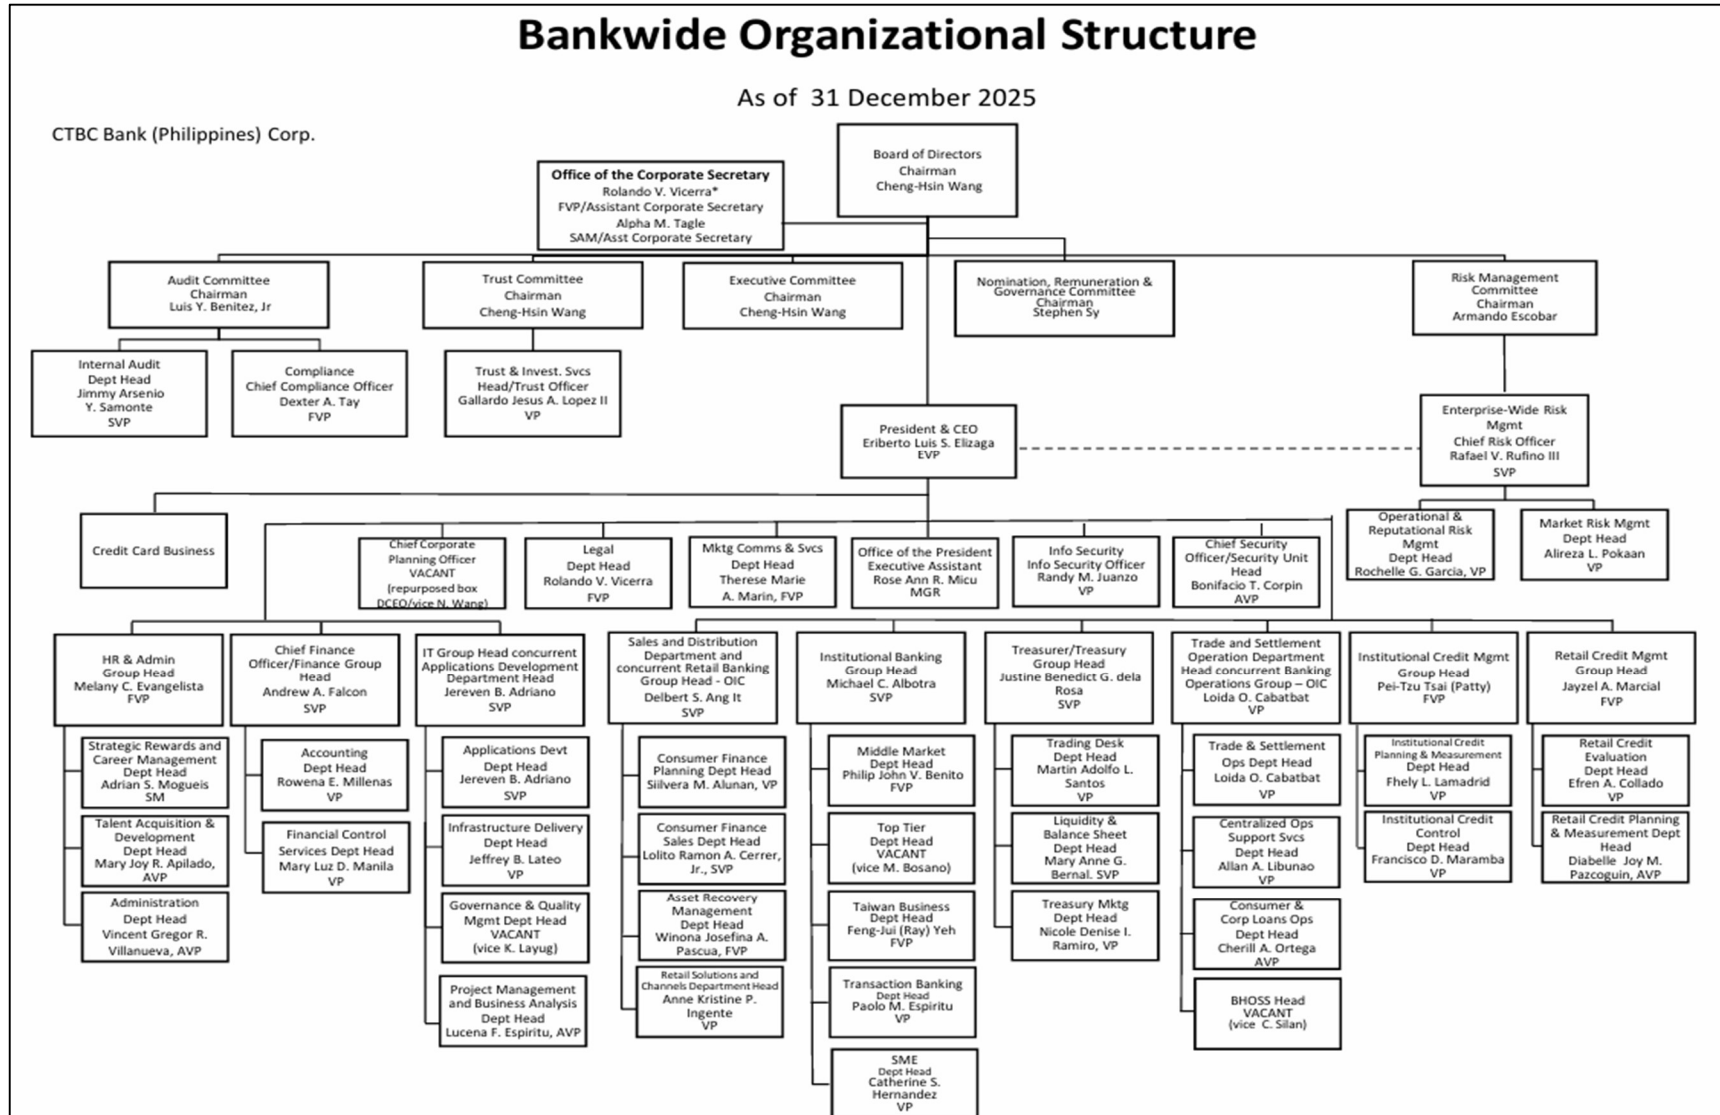 Bankwide Organizational Structure
As of 31 December 2025
CTBC Bank (Philippines) Corp.
Board of Directors
Chairman
Cheng-Hsin Wang
Office of the Corporate Secretary
Rolando V. Vicerra*
FVP/Assistant Corporate Secretary
Alpha M. Tagle
SAM/Asst Corporate Secretary
Audit Committee
Chairman
Luis Y. Benitez, Jr
Trust Committee
Chairman
Cheng-Hsin Wang
Executive Committee
Chairman
Cheng-Hsin Wang
Nomination, Remuneration &
Governance Committee
Chairman
Stephen Sy
Risk Management
Committee
Chairman
Armando Escobar
Internal Audit
Dept Head
Jimmy Arsenio
Y. Samonte
SVP
Compliance
Chief Compliance Officer
Dexter A. Tay
FVP
Trust & Invest. Svcs
Head/Trust Officer
Gallardo Jesus A. Lopez II
VP
President & CEO
Eriberto Luis S. Elizaga
EVP
Enterprise-Wide Risk
Mgmt
Chief Risk Officer
Rafael V. Rufino III
SVP
Credit Card Business
Chief Corporate
Planning Officer
VACANT
(repurposed box
DCEO/vice N. Wang)
Legal
Dept Head
Rolando V. Vicerra
FVP
Mktg Comms & Svcs
Dept Head
Therese Marie
A. Marin, FVP
Office of the President
Executive Assistant
Rose Ann R. Micu
MGR
Info Security
Info Security Officer
Randy M. Juanzo
VP
Chief Security
Officer/Security Unit
Head
Bonifacio T. Corpin
AVP
Operational &
Reputational Risk
Mgmt
Dept Head
Rochelle G. Garcia, VP
Market Risk Mgmt
Dept Head
Alireza L. Pokaan
VP
HR & Admin
Group Head
Melany C. Evangelista
FVP
Chief Finance
Officer/Finance Group
Head
Andrew A. Falcon
SVP
IT Group Head concurrent
Applications Development
Department Head
Jereven B. Adriano
SVP
Sales and Distribution
Department and
concurrent Retail Banking
Group Head - OIC
Delbert S. Ang It
SVP
Institutional Banking
Group Head
Michael C. Albotra
SVP
Treasurer/Treasury
Group Head
Justine Benedict G. dela
Rosa
SVP
Trade and Settlement
Operation Department
Head concurrent Banking
Operations Group – OIC
Loida O. Cabatbat
VP
Institutional Credit Mgmt
Group Head
Pei-Tzu Tsai (Patty)
FVP
Retail Credit Mgmt
Group Head
Jayzel A. Marcial
FVP
Strategic Rewards and
Career Management
Dept Head
Adrian S. Mogueis
SM
Talent Acquisition &
Development
Dept Head
Mary Joy R. Apilado,
AVP
Administration
Dept Head
Vincent Gregor R.
Villanueva, AVP
Accounting
Dept Head
Rowena E. Millenas
VP
Financial Control
Services Dept Head
Mary Luz D. Manila
VP
Applications Devt
Dept Head
Jereven B. Adriano
SVP
Infrastructure Delivery
Dept Head
Jeffrey B. Lateo
VP
Governance & Quality
Mgmt Dept Head
VACANT
(vice K. Layug)
Project Management
and Business Analysis
Dept Head
Lucena F. Espiritu, AVP
Consumer Finance
Planning Dept Head
Siilvera M. Alunan, VP
Consumer Finance
Sales Dept Head
Lolito Ramon A. Cerrer,
Jr., SVP
Asset Recovery
Management
Dept Head
Winona Josefina A.
Pascua, FVP
Retail Solutions and
Channels Department Head
Anne Kristine P.
Ingente
VP
Middle Market
Dept Head
Philip John V. Benito
FVP
Top Tier
Dept Head
VACANT
(vice M. Bosano)
Taiwan Business
Dept Head
Feng-Jui (Ray) Yeh
FVP
Transaction Banking
Dept Head
Paolo M. Espiritu
VP
SME
Dept Head
Catherine S.
Hernandez
VP
Trading Desk
Dept Head
Martin Adolfo L.
Santos
VP
Liquidity &
Balance Sheet
Dept Head
Mary Anne G.
Bernal. SVP
Treasury Mktg
Dept Head
Nicole Denise I.
Ramiro, VP
Trade & Settlement
Ops Dept Head
Loida O. Cabatbat
VP
Centralized Ops
Support Svcs
Dept Head
Allan A. Libunao
VP
Consumer &
Corp Loans Ops
Dept Head
Cherill A. Ortega
AVP
BHOSS Head
VACANT
(vice C. Silan)
Institutional Credit
Planning & Measurement
Dept Head
Fhely L. Lamadrid
VP
Institutional Credit
Control
Dept Head
Francisco D. Maramba
VP
Retail Credit
Evaluation
Dept Head
Efren A. Collado
VP
Retail Credit Planning
& Measurement Dept
Head
Diabelle Joy M.
Pazcoguin, AVP